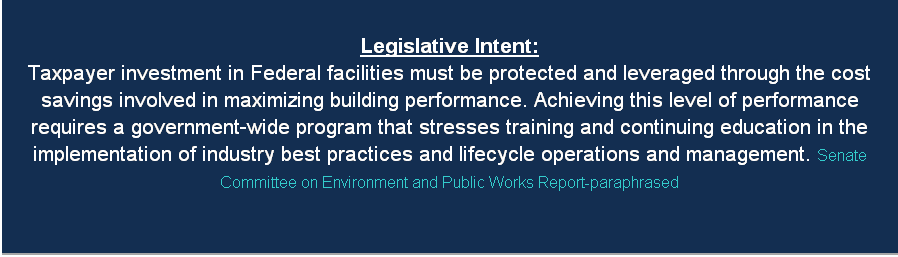 Legislative Intent:
Taxpayer investment in Federal facilities must be protected and leveraged through the cost
savings involved in maximizing building performance. Achieving this level of performance
requires a government-wide program that stresses training and continuing education in the
implementation of industry best practices and lifecycle operations and management. Senate
Committee on Environment and Public Works Report-paraphrased